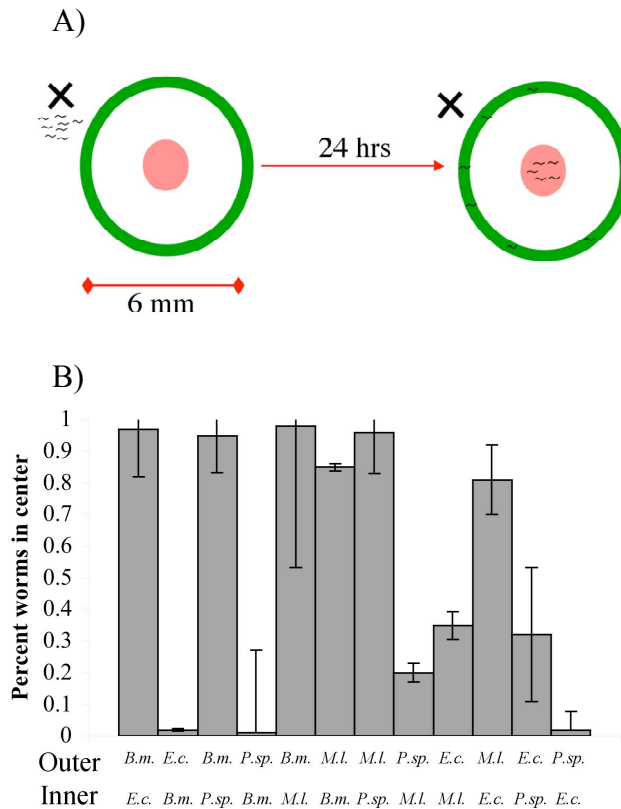 A)
24 hrs
6 mm
B)
Percent worms in center
1
0.9
0.8
0.7
0.6
0.5
0.4
0.3
0.2
0.1
0
Outer B.m. E.c. B.m. P.sp. B.m. M.l. M.l. P.sp. E.c. M.l. E.c. P.sp.
Inner E.c. B.m. P.sp. B.m. M.l. B.m. P.sp. M.l. M.l. E.c. P.sp. E.c.